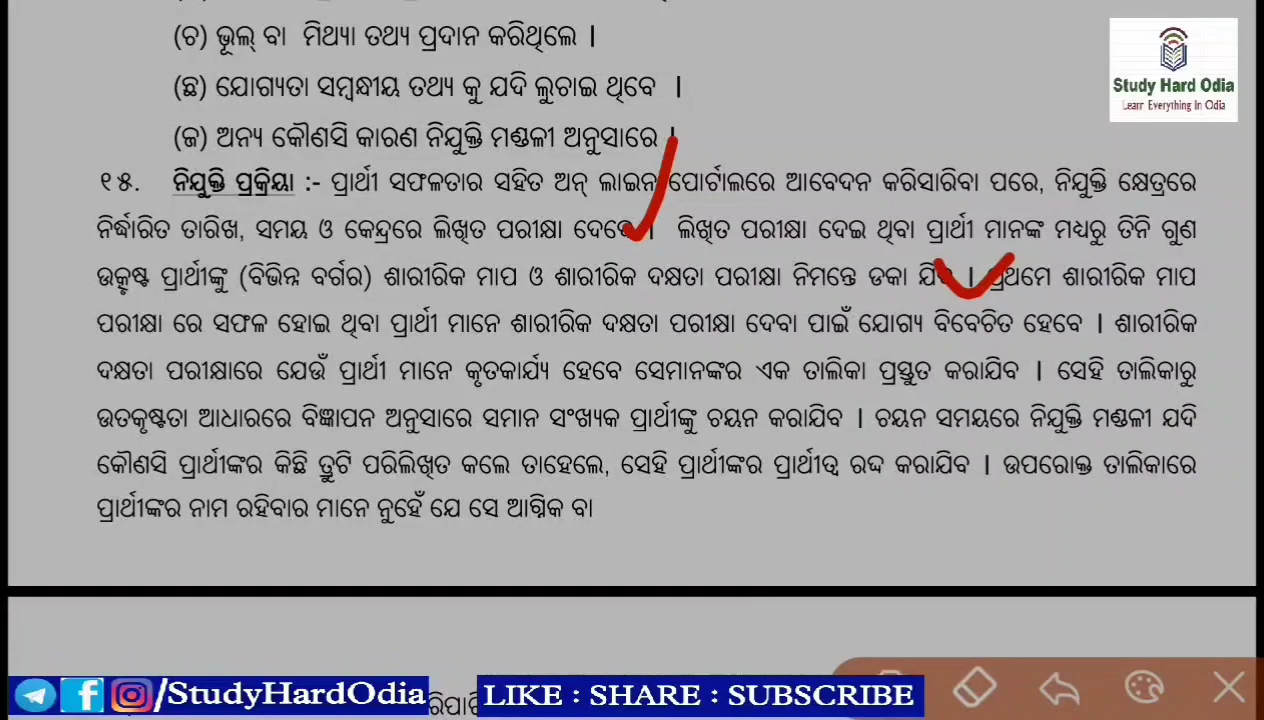 (ଚ) ଭୂଲ୍ ବା ମିଥ୍ୟା ତଥ୍ୟ ପ୍ରଦାନ କରିଥିଲେ ।
(ଛ) ଯୋଗ୍ୟତା ସମ୍ବନ୍ଧୀୟ ତଥ୍ୟ କୁ ଯଦି ଲୁଚାଇ ଥିବେ ।
(ଜ) ଅନ୍ୟ କୌଣସି କାରଣ ନିଯୁକ୍ତି ମଣ୍ଡଳୀ ଅନୁସାରେ ।
Study Hard Odia
Learn Everything In Odia
୧୫. ନିଯୁକ୍ତି ପ୍ରକ୍ରିୟା :- ପ୍ରାର୍ଥୀ ସଫଳତାର ସହିତ ଅନ୍ ଲାଇନ ପୋର୍ଟାଲରେ ଆବେଦନ କରିସାରିବା ପରେ, ନିଯୁକ୍ତି କ୍ଷେତ୍ରରେ
ନିର୍ଦ୍ଧାରିତ ତାରିଖ, ସମୟ ଓ କେନ୍ଦ୍ରରେ ଲିଖିତ ପରୀକ୍ଷା ଦେବେ । ଲିଖିତ ପରୀକ୍ଷା ଦେଇ ଥିବା ପ୍ରାର୍ଥୀ ମାନଙ୍କ ମଧ୍ୟରୁ ତିନି ଗୁଣ
ଉତ୍କୃଷ୍ଟ ପ୍ରାର୍ଥୀଙ୍କୁ (ବିଭିନ୍ନ ବର୍ଗର) ଶାରୀରିକ ମାପ ଓ ଶାରୀରିକ ଦକ୍ଷତା ପରୀକ୍ଷା ନିମନ୍ତେ ଡକା ଯିବ । ପ୍ରଥମେ ଶାରୀରିକ ମାପ
ପରୀକ୍ଷା ରେ ସଫଳ ହୋଇ ଥିବା ପ୍ରାର୍ଥୀ ମାନେ ଶାରୀରିକ ଦକ୍ଷତା ପରୀକ୍ଷା ଦେବା ପାଇଁ ଯୋଗ୍ୟ ବିବେଚିତ ହେବେ । ଶାରୀରିକ
ଦକ୍ଷତା ପରୀକ୍ଷାରେ ଯେଉଁ ପ୍ରାର୍ଥୀ ମାନେ କୃତକାର୍ଯ୍ୟ ହେବେ ସେମାନଙ୍କର ଏକ ତାଲିକା ପ୍ରସ୍ତୁତ କରାଯିବ । ସେହି ତାଲିକାରୁ
ଉତକୃଷ୍ଟତା ଆଧାରରେ ବିଜ୍ଞାପନ ଅନୁସାରେ ସମାନ ସଂଖ୍ୟକ ପ୍ରାର୍ଥୀଙ୍କୁ ଚୟନ କରାଯିବ । ଚୟନ ସମୟରେ ନିଯୁକ୍ତି ମଣ୍ଡଳୀ ଯଦି
କୌଣସି ପ୍ରାର୍ଥୀଙ୍କର କିଛି ତ୍ରୁଟି ପରିଲିଖିତ କଲେ ତାହେଲେ, ସେହି ପ୍ରାର୍ଥୀଙ୍କର ପ୍ରାର୍ଥୀତ୍ୱ ରଦ୍ଦ କରାଯିବ । ଉପରୋକ୍ତ ତାଲିକାରେ
ପ୍ରାର୍ଥୀଙ୍କର ନାମ ରହିବାର ମାନେ ନୁହେଁ ଯେ ସେ ଆଗ୍ନିକ ବା
/StudyHardOdia
LIKE : SHARE : SUBSCRIBE